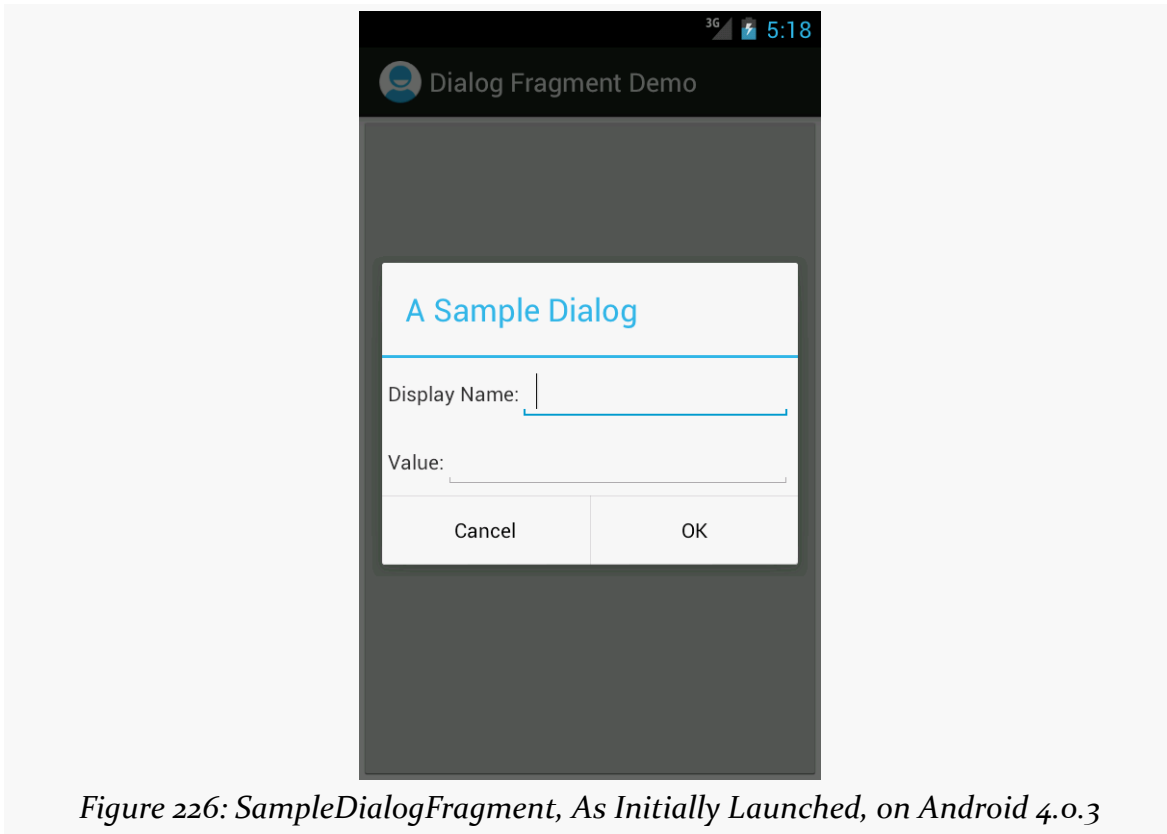 3G 5:18
Dialog Fragment Demo
A Sample Dialog
Display Name:
Value:
Cancel OK
Figure 226: SampleDialogFragment, As Initially Launched, on Android 4.0.3